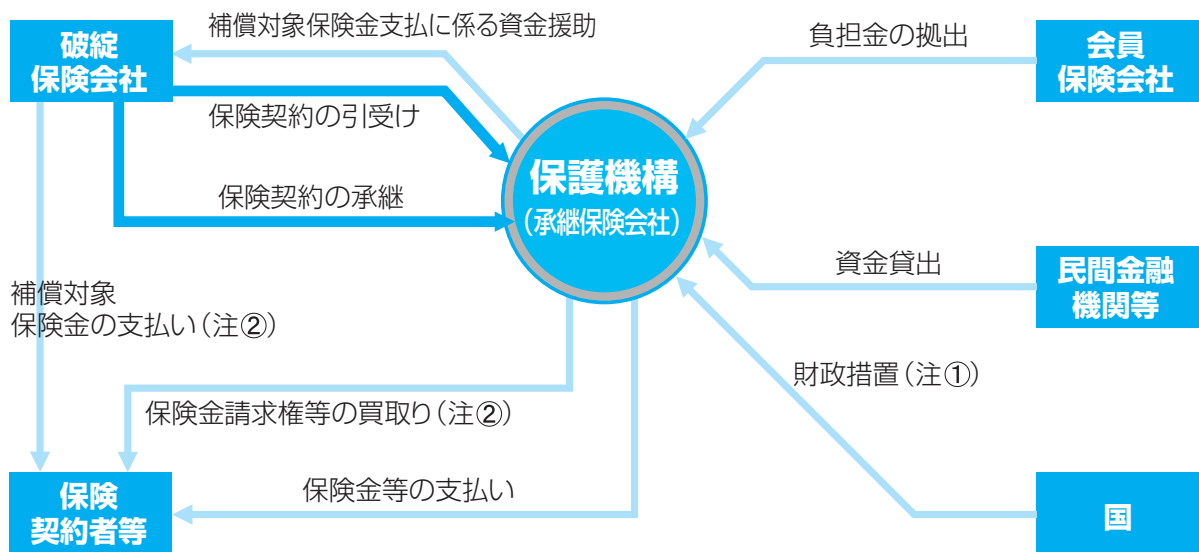 補償対象保険金支払に係る資金援助
負担金の拠出
破綻
保険会社
会員
保険会社
保険契約の引受け
保護機構
（承継保険会社）
保険契約の承継
資金貸出
民間金融
機関等
補償対象
保険金の支払い（注②）
財政措置（注①）
保険金請求権等の買取り（注②）
保険金等の支払い
保険
契約者等
国